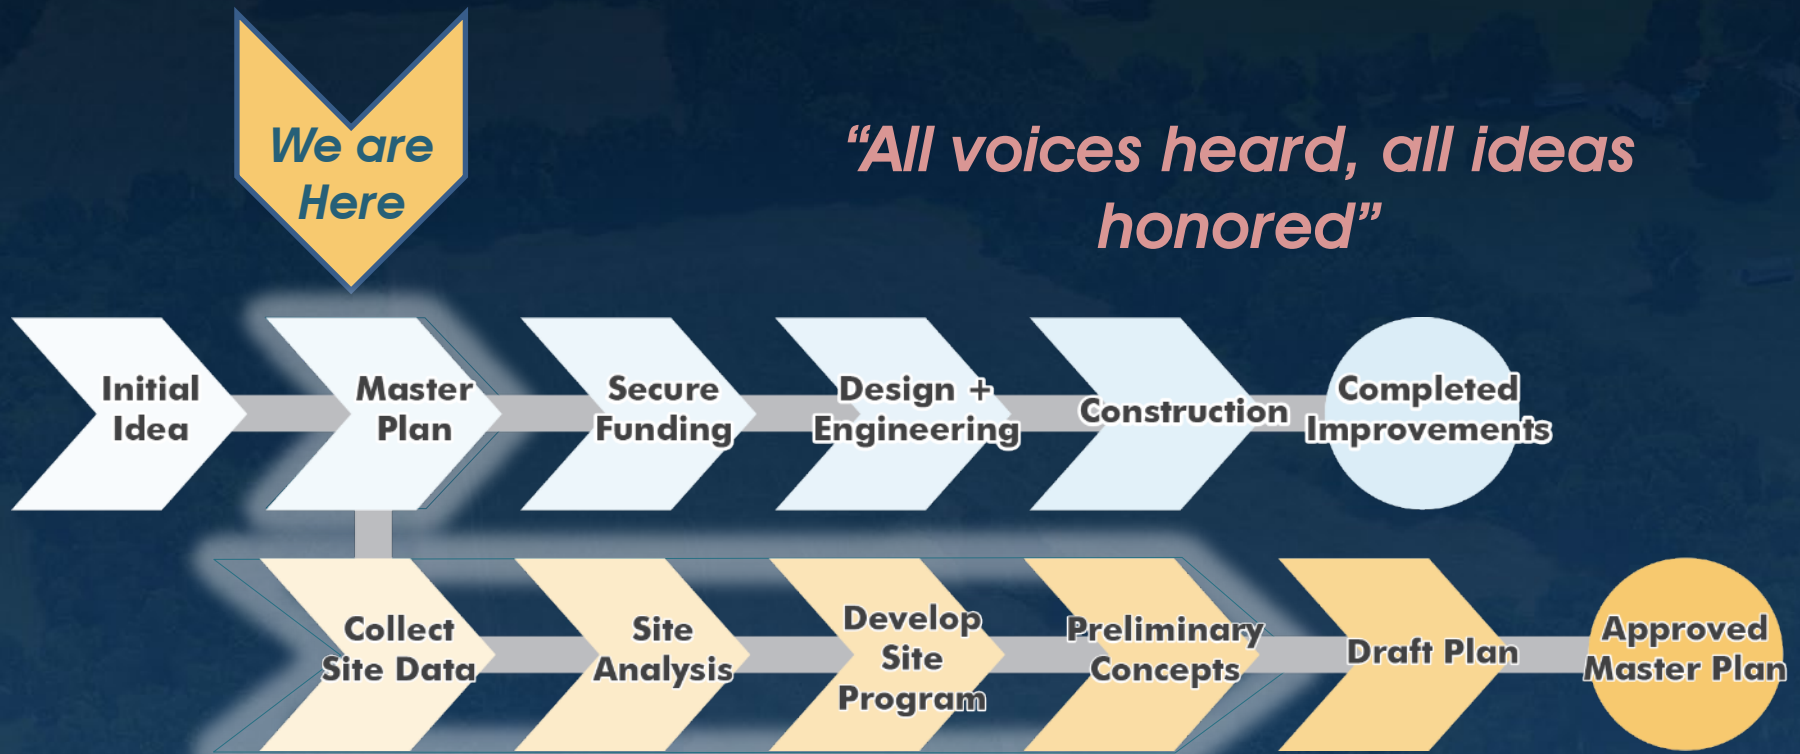 We are
Here
“All voices heard, all ideas
honored”
Initial
Idea
Master
Plan
Secure
Funding
Design +
Engineering
Construction
Completed
Improvements
Collect
Site Data
Site
Analysis
Develop
Site
Program
Preliminary
Concepts
Draft Plan
Approved
Master Plan